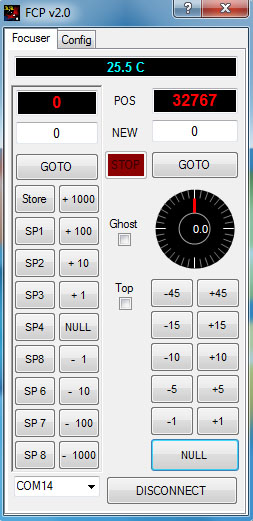 FCP v2.0
Focuser Config
25.5 C
0 POS 32767
0 NEW 0
GOTO STOP GOTO
Store + 1000
SP1 + 100 Ghost 0.0
SP2 + 10
SP3 + 1 Top -45 +45
SP4 NULL -15 +15
SP8 - 1 -10 +10
SP 6 - 10 -5 +5
SP 7 - 100 -1 +1
SP 8 - 1000 NULL
COM14 DISCONNECT